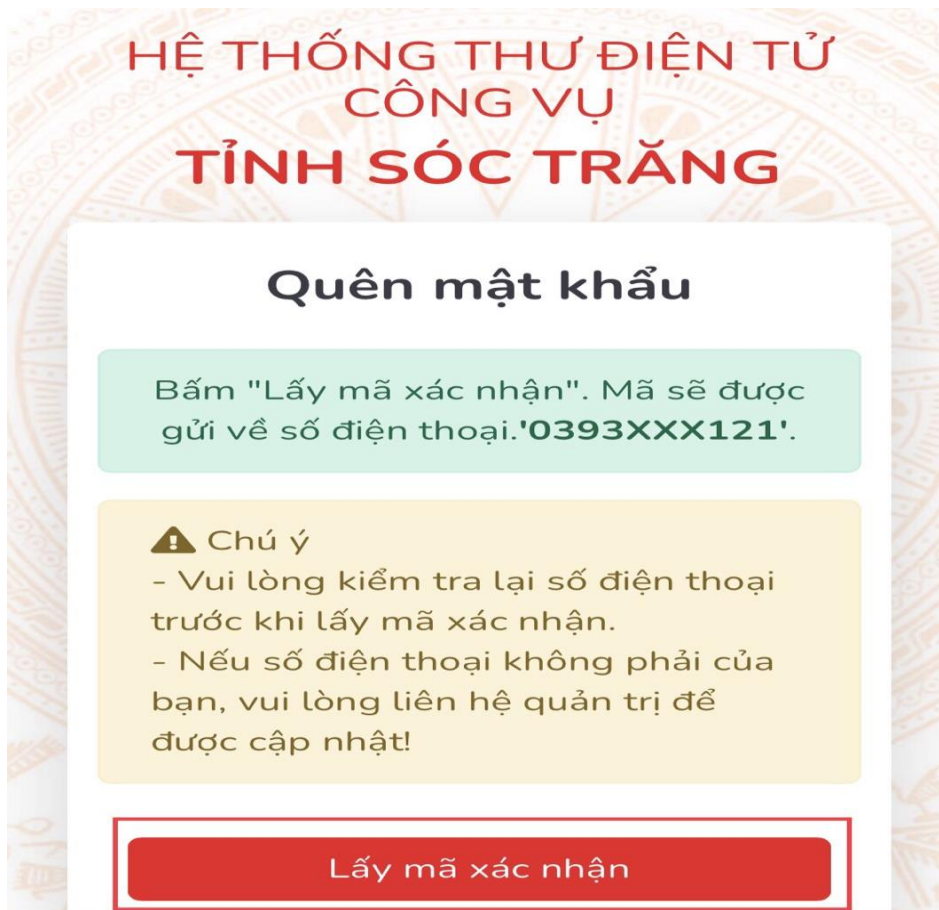 HỆ THỐNG THƯ ĐIỆN TỬ
CÔNG VỤ
TỈNH SÓC TRĂNG
Quên mật khẩu
Bấm "Lấy mã xác nhận". Mã sẽ được
gửi về số điện thoại.'0393XXX121'.
Chú ý
- Vui lòng kiểm tra lại số điện thoại
trước khi lấy mã xác nhận.
- Nếu số điện thoại không phải của
bạn, vui lòng liên hệ quản trị để
được cập nhật!
Lấy mã xác nhận